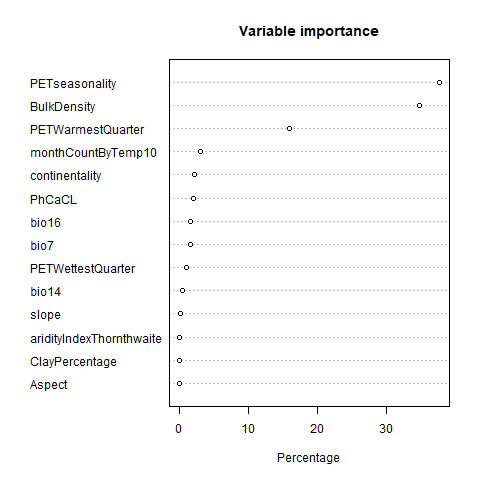 Variable importance
PETseasonality
BulkDensity
PETWarmestQuarter
monthCountByTemp10
continentality
PhCaCL
bio16
bio7
PETWettestQuarter
bio14
slope
aridityIndexThornthwaite
ClayPercentage
Aspect
0 10 20 30
Percentage